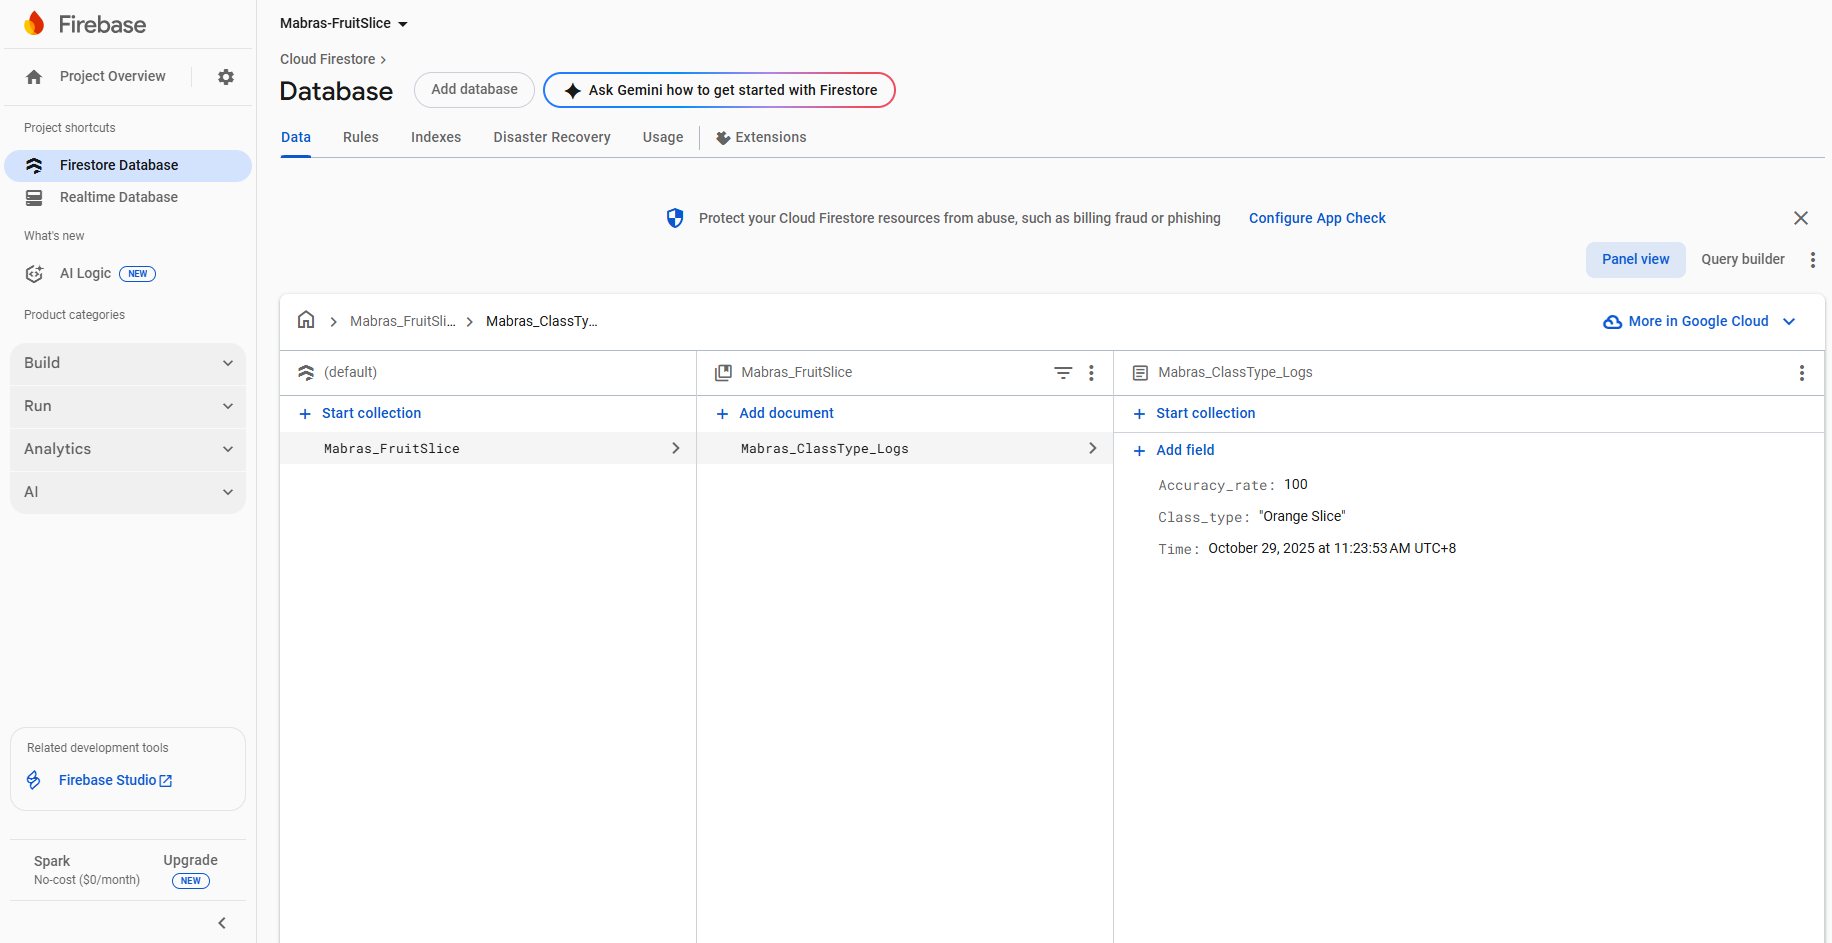 Firebase
Project Overview
Project shortcuts
Firestore Database
Realtime Database
What's new
AI Logic NEW
Product categories
Build
Run
Analytics
AI
Related development tools
Firebase Studio
Spark
No-cost ($0/month)
Upgrade
NEW
Mabras-FruitSlice
Cloud Firestore
Database
Add database
Ask Gemini how to get started with Firestore
Data Rules Indexes Disaster Recovery Usage Extensions
Protect your Cloud Firestore resources from abuse, such as billing fraud or phishing Configure App Check
Panel view Query builder
Mabras_FruitSli... Mabras_ClassTy...
More in Google Cloud
(default)
Start collection
Mabras_FruitSlice
Mabras_FruitSlice
Add document
Mabras_ClassType_Logs
Mabras_ClassType_Logs
Start collection
Add field
Accuracy_rate: 100
Class_type: "Orange Slice"
Time: October 29, 2025 at 11:23:53 AM UTC+8